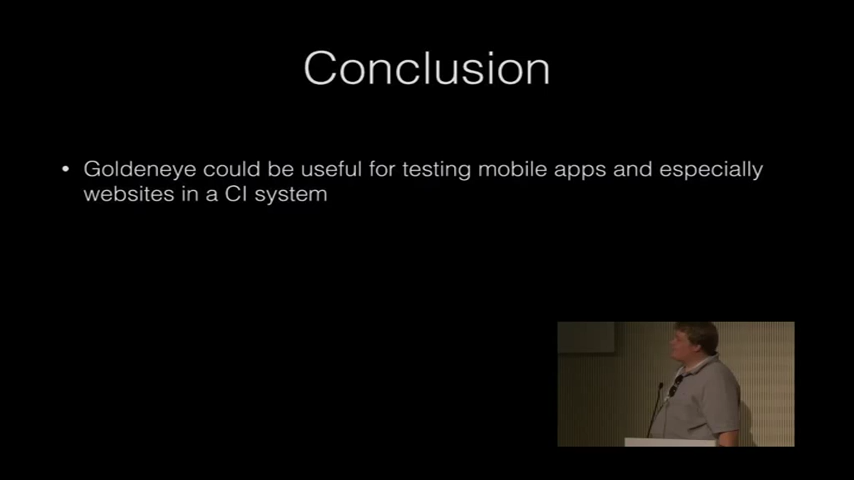 Conclusion
• Goldeneye could be useful for testing mobile apps and especially
websites in a CI system